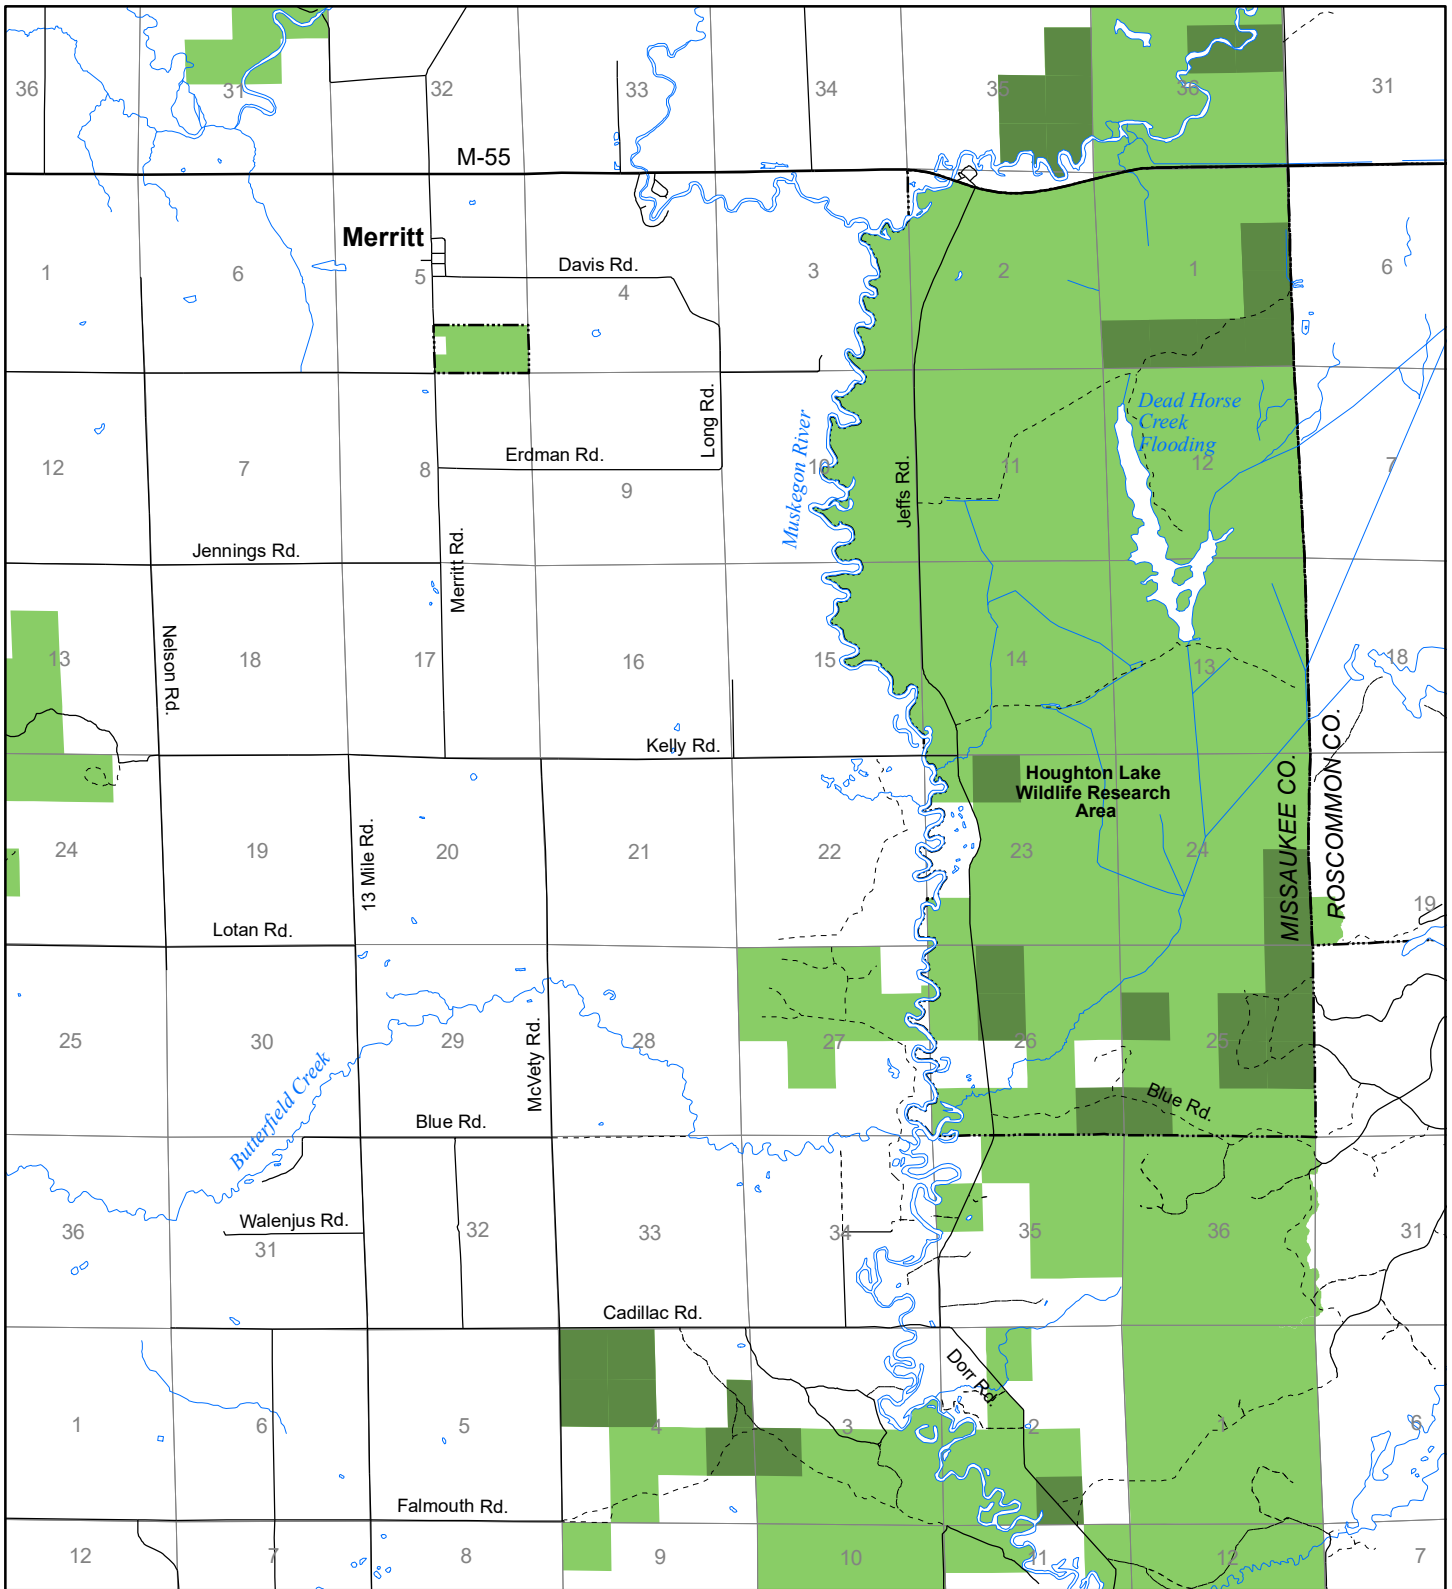 36
31
32
33
34
35
36
31
M-55
Merritt
1
6
5
Davis Rd.
4
3
2
1
6
Long Rd.
Muskegon River
Jeffs Rd.
Dead Horse
Creek
Flooding
12
7
8
Erdman Rd.
9
10
11
12
7
Jennings Rd.
Merritt Rd.
Nelson Rd.
13
18
17
16
15
14
13
18
Kelly Rd.
Houghton Lake
Wildlife Research
Area
MISSAUKEE CO.
ROSCOMMON CO.
24
19
13 Mile Rd.
20
21
22
23
24
19
Lotan Rd.
25
30
29
McVety Rd.
28
27
26
25
Butterfield Creek
Blue Rd.
Blue Rd.
36
Walenjus Rd.
31
32
33
34
35
36
31
Cadillac Rd.
Dorr Rd.
1
6
5
4
3
2
1
6
Falmouth Rd.
12
7
8
9
10
11
12
7